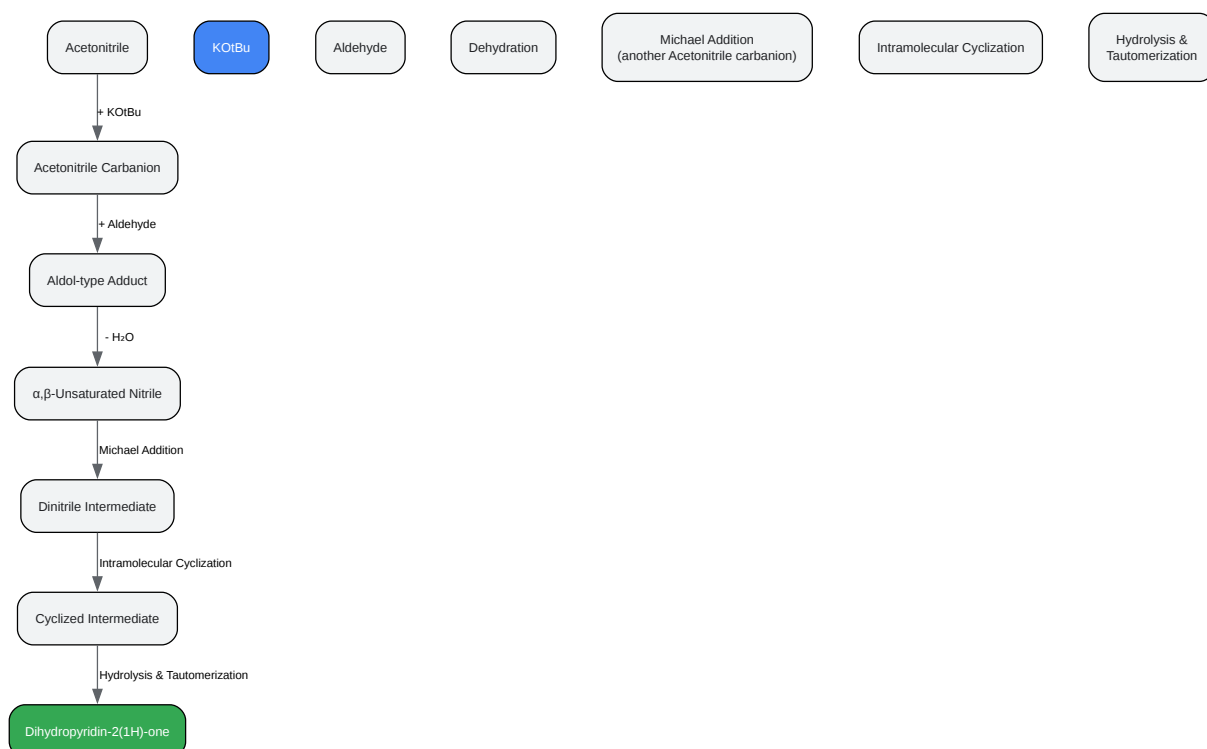 Acetonitrile
KOtBu
Aldehyde
Dehydration
Michael Addition
(another Acetonitrile carbanion)
Intramolecular Cyclization
Hydrolysis &
Tautomerization
+ KOtBu
Acetonitrile Carbanion
+ Aldehyde
Aldol-type Adduct
- H₂O
α,β-Unsaturated Nitrile
Michael Addition
Dinitrile Intermediate
Intramolecular Cyclization
Cyclized Intermediate
Hydrolysis & Tautomerization
Dihydropyridin-2(1H)-one